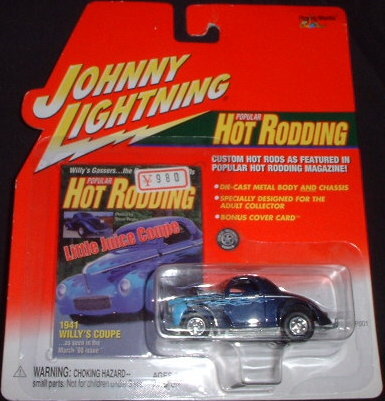 JOHNNY
LIGHTNING
POPULAR
HOT RODDING
CUSTOM HOT RODS AS FEATURED IN
POPULAR HOT RODDING MAGAZINE!
• DIE-CAST METAL BODY AND CHASSIS
• SPECIALLY DESIGNED FOR THE
ADULT COLLECTOR
• BONUS COVER CARD
Willy's Gassers...the
¥ 980
POPULAR
HOT RODDING
Little Juice Coupe
1941
WILLY'S COUPE
...as seen in the
March '98 issue
WARNING: CHOKING HAZARD--
small parts. Not for children under
AGES